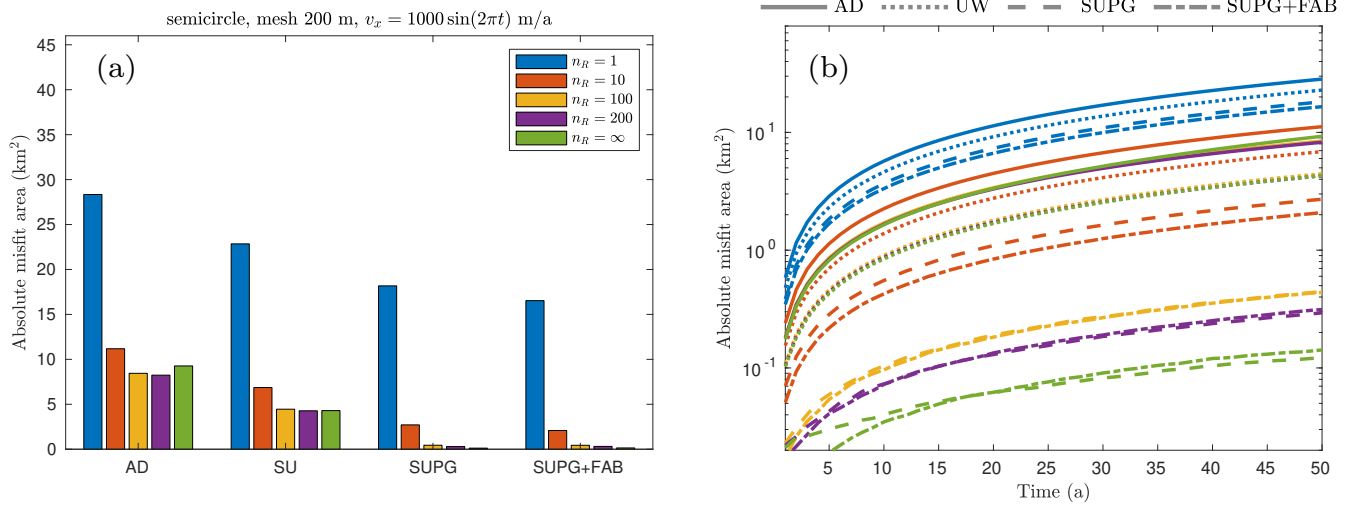 semicircle, mesh 200 m, vₓ = 1000 sin(2πt) m/a
(a)
n_R = 1
n_R = 10
n_R = 100
n_R = 200
n_R = ∞
Absolute misfit area (km²)
45
40
35
30
25
20
15
10
5
0
AD SU SUPG SUPG+FAB
AD UW SUPG SUPG+FAB
(b)
Absolute misfit area (km²)
10¹
10⁰
10⁻¹
5 10 15 20 25 30 35 40 45 50
Time (a)